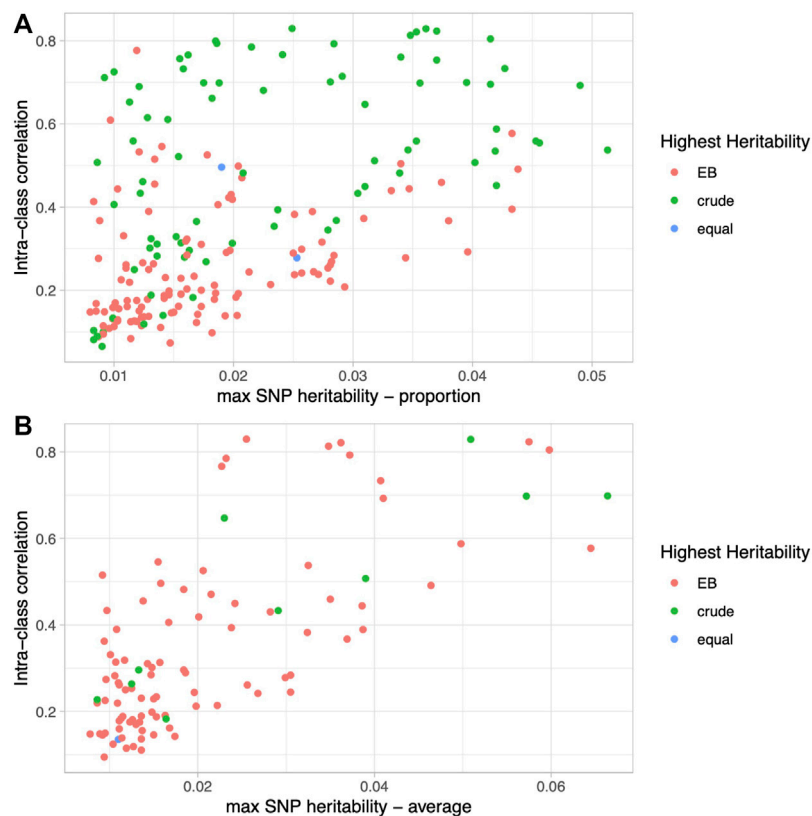 A
Intra-class correlation
0.8
0.6
0.4
0.2
0.01 0.02 0.03 0.04 0.05
max SNP heritability – proportion
Highest Heritability
EB
crude
equal
B
Intra-class correlation
0.8
0.6
0.4
0.2
0.02 0.04 0.06
max SNP heritability – average
Highest Heritability
EB
crude
equal